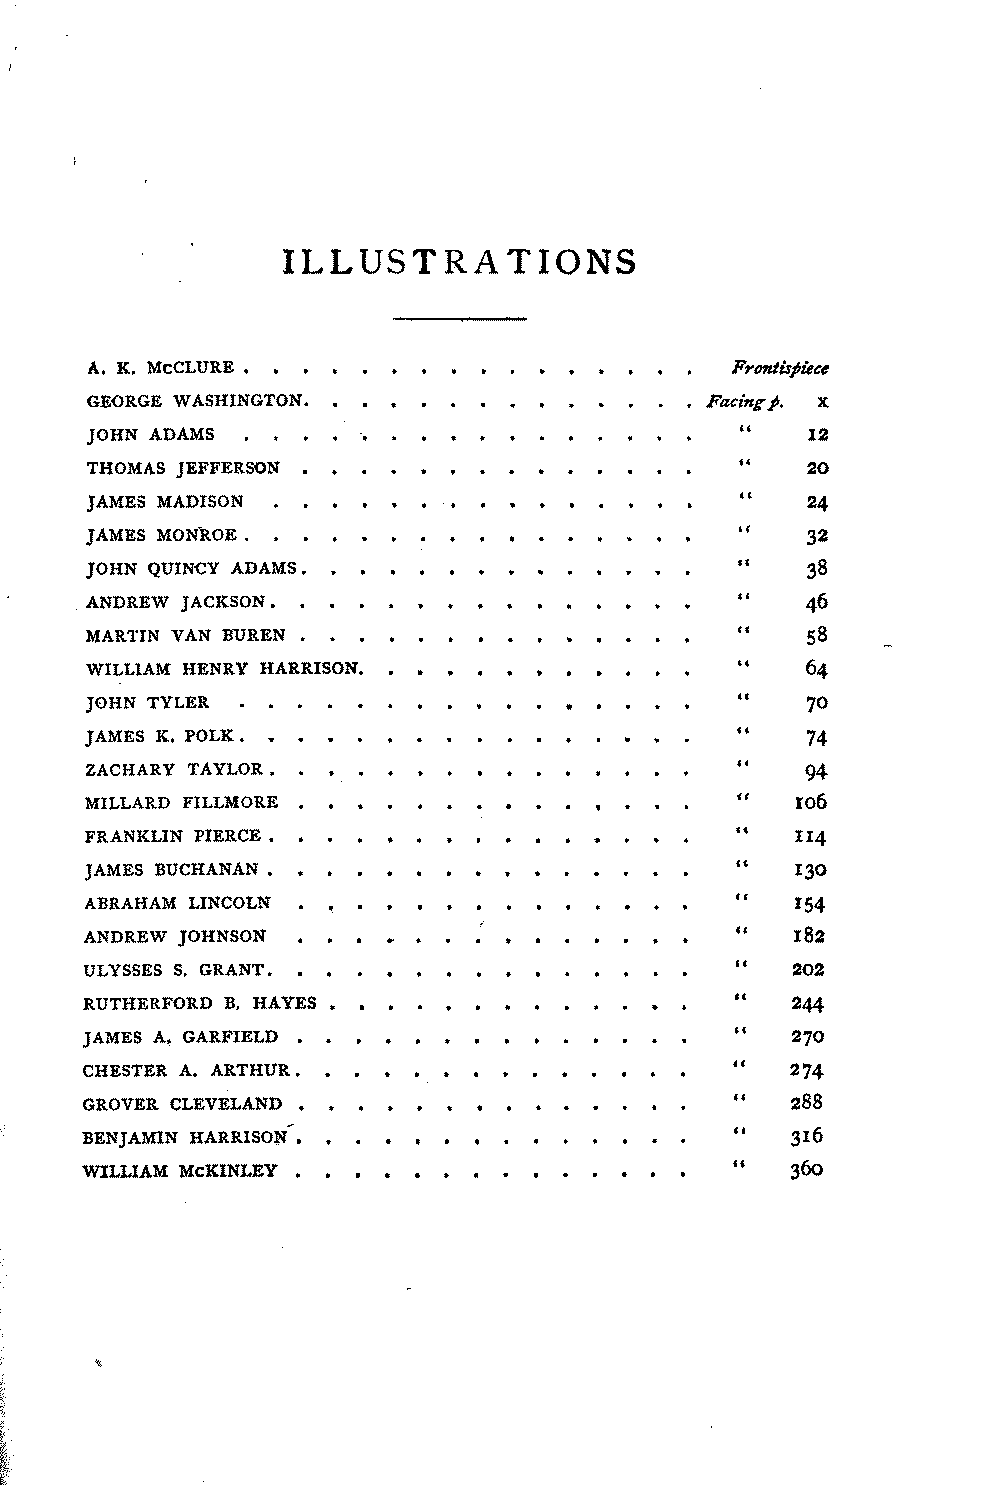 ILLUSTRATIONS
A. K. McCLURE . . . . . . . . . . . . . . . . Frontispiece
GEORGE WASHINGTON. . . . . . . . . . . . . . Facing p. x
JOHN ADAMS . . . . . . . . . . . . . . . . “ 12
THOMAS JEFFERSON . . . . . . . . . . . . . . “ 20
JAMES MADISON . . . . . . . . . . . . . . . “ 24
JAMES MONROE . . . . . . . . . . . . . . . . “ 32
JOHN QUINCY ADAMS. . . . . . . . . . . . . . “ 38
ANDREW JACKSON. . . . . . . . . . . . . . . “ 46
MARTIN VAN BUREN . . . . . . . . . . . . . . “ 58
WILLIAM HENRY HARRISON. . . . . . . . . . . . “ 64
JOHN TYLER . . . . . . . . . . . . . . . . “ 70
JAMES K. POLK. . . . . . . . . . . . . . . . “ 74
ZACHARY TAYLOR. . . . . . . . . . . . . . . “ 94
MILLARD FILLMORE . . . . . . . . . . . . . . “ 106
FRANKLIN PIERCE . . . . . . . . . . . . . . . “ 114
JAMES BUCHANAN . . . . . . . . . . . . . . . “ 130
ABRAHAM LINCOLN . . . . . . . . . . . . . . “ 154
ANDREW JOHNSON . . . . . . . . . . . . . . “ 182
ULYSSES S. GRANT. . . . . . . . . . . . . . . “ 202
RUTHERFORD B. HAYES . . . . . . . . . . . . . “ 244
JAMES A. GARFIELD . . . . . . . . . . . . . . “ 270
CHESTER A. ARTHUR. . . . . . . . . . . . . . “ 274
GROVER CLEVELAND . . . . . . . . . . . . . . “ 288
BENJAMIN HARRISON . . . . . . . . . . . . . . “ 316
WILLIAM McKINLEY . . . . . . . . . . . . . . “ 360